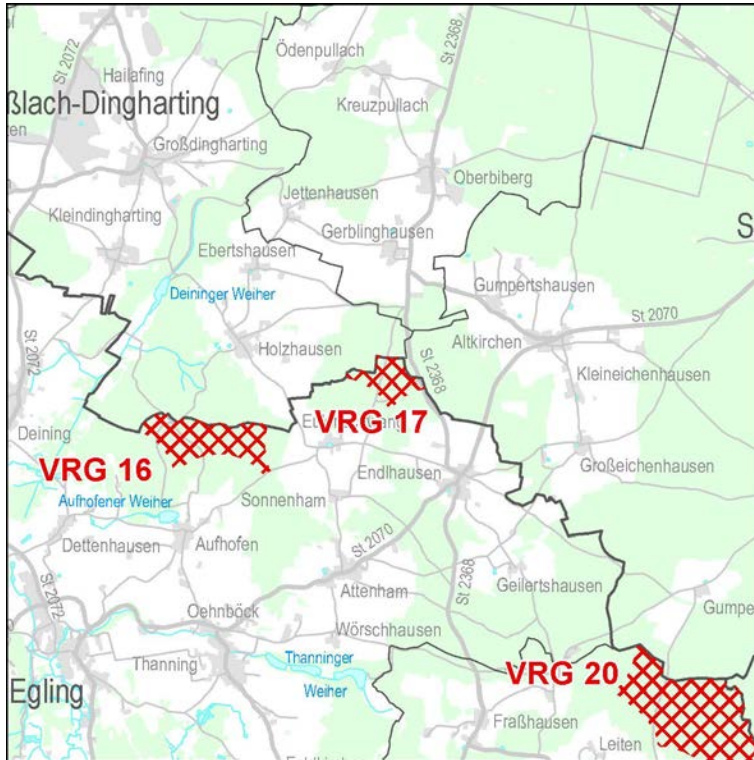 St 2072
Ödenpullach
St 2368
Hailafing
Kreuzpullach
ßlach-Dingharting
Großdingharting
Oberbiberg
Jettenhausen
Kleindingharting
Gerblinghausen
S
Ebertshausen
Gumpertshausen
Deininger Weiher
St 2070
St 2072
Holzhausen
Altkirchen
St 2368
Kleineichenhausen
VRG 17
Deining
VRG 16
Endlhausen
Großeichenhausen
Sonnenham
Aufhofener Weiher
Dettenhausen
Aufhofen
St 2070
St 2072
Attenham
St 2368
Geilertshausen
Oehnböck
Gumpe
Wörschhausen
Thanning
Thanninger
Weiher
VRG 20
Egling
Fraßhausen
Leiten